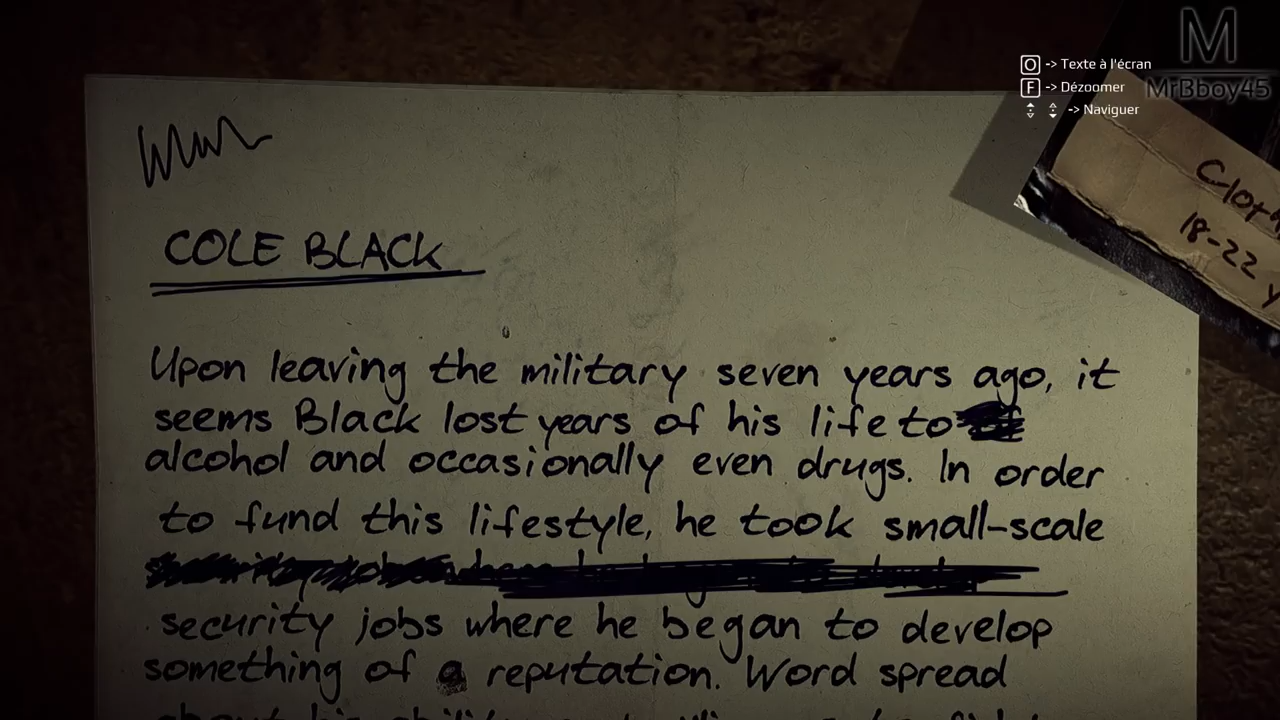 M
MrBboy45
O -> Texte à l'écran
F -> Dézoomer
-> Naviguer
Clot
18-22 y
COLE BLACK
Upon leaving the military seven years ago, it
seems Black lost years of his life to
alcohol and occasionally even drugs. In order
to fund this lifestyle, he took small-scale
security jobs where he began to develop
something of a reputation. Word spread